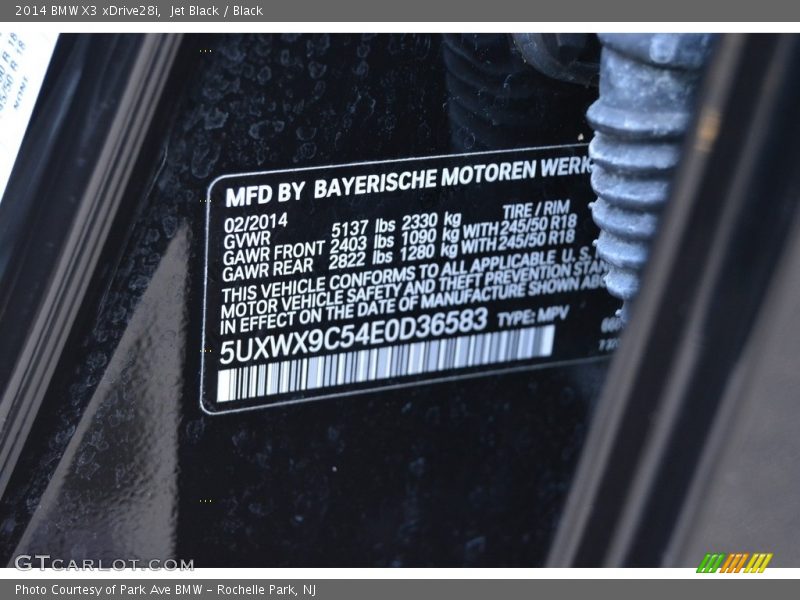 2014 BMW X3 xDrive28i, Jet Black / Black
MFD BY BAYERISCHE MOTOREN WERK
02/2014 TIRE / RIM
GVWR 5137 lbs 2330 kg
GAWR FRONT 2403 lbs 1090 kg WITH 245/50 R18
GAWR REAR 2822 lbs 1280 kg WITH 245/50 R18
THIS VEHICLE CONFORMS TO ALL APPLICABLE U.S.
MOTOR VEHICLE SAFETY AND THEFT PREVENTION STAN
IN EFFECT ON THE DATE OF MANUFACTURE SHOWN ABO
5UXWX9C54E0D36583 TYPE: MPV
GTCARLOT.COM
Photo Courtesy of Park Ave BMW - Rochelle Park, NJ